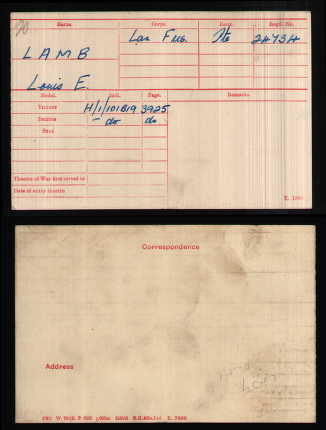 Name. Corps. Rank. Regtl. No.
Lan Fus. Pte 24734
LAMB
Louis E.
Medal. Roll. Page. Remarks.
Victory H/1/101B19 3925
British — do — do
Star
Theatre of War first served in
Date of entry therein
K. 1380
Correspondence
Address